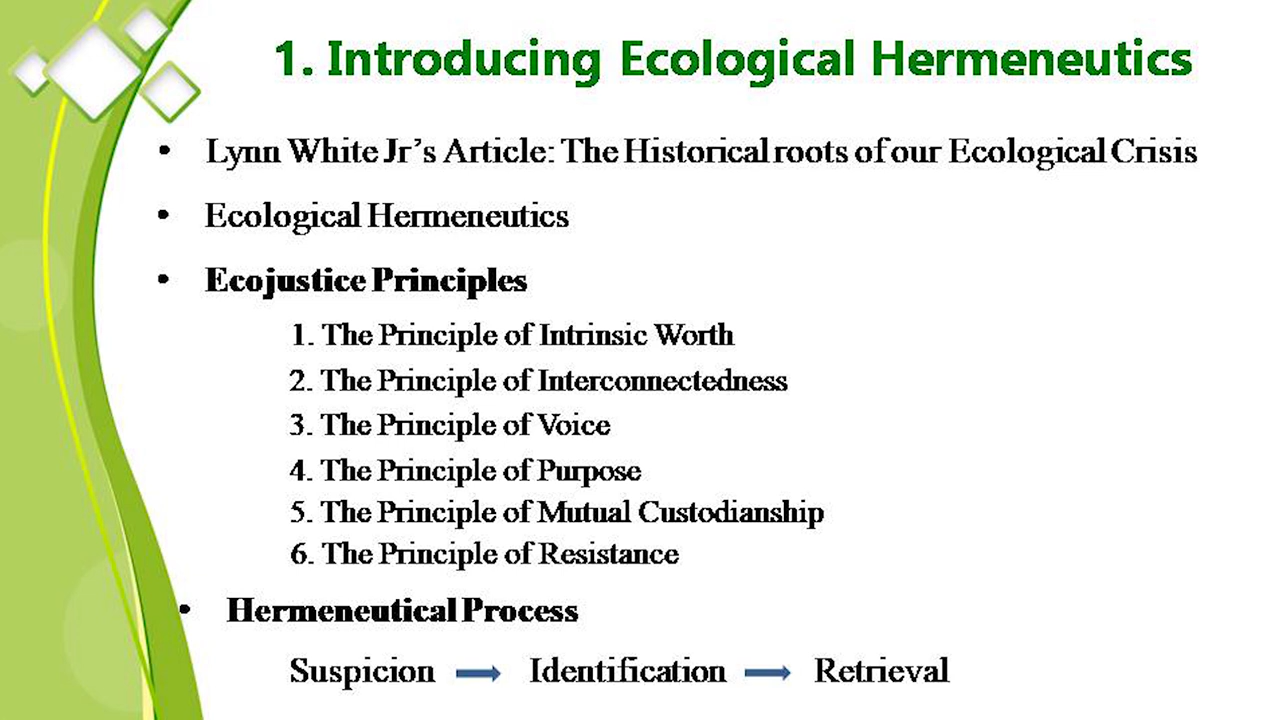 1. Introducing Ecological Hermeneutics
• Lynn White Jr's Article: The Historical roots of our Ecological Crisis
• Ecological Hermeneutics
• Ecojustice Principles
1. The Principle of Intrinsic Worth
2. The Principle of Interconnectedness
3. The Principle of Voice
4. The Principle of Purpose
5. The Principle of Mutual Custodianship
6. The Principle of Resistance
• Hermeneutical Process
Suspicion → Identification → Retrieval